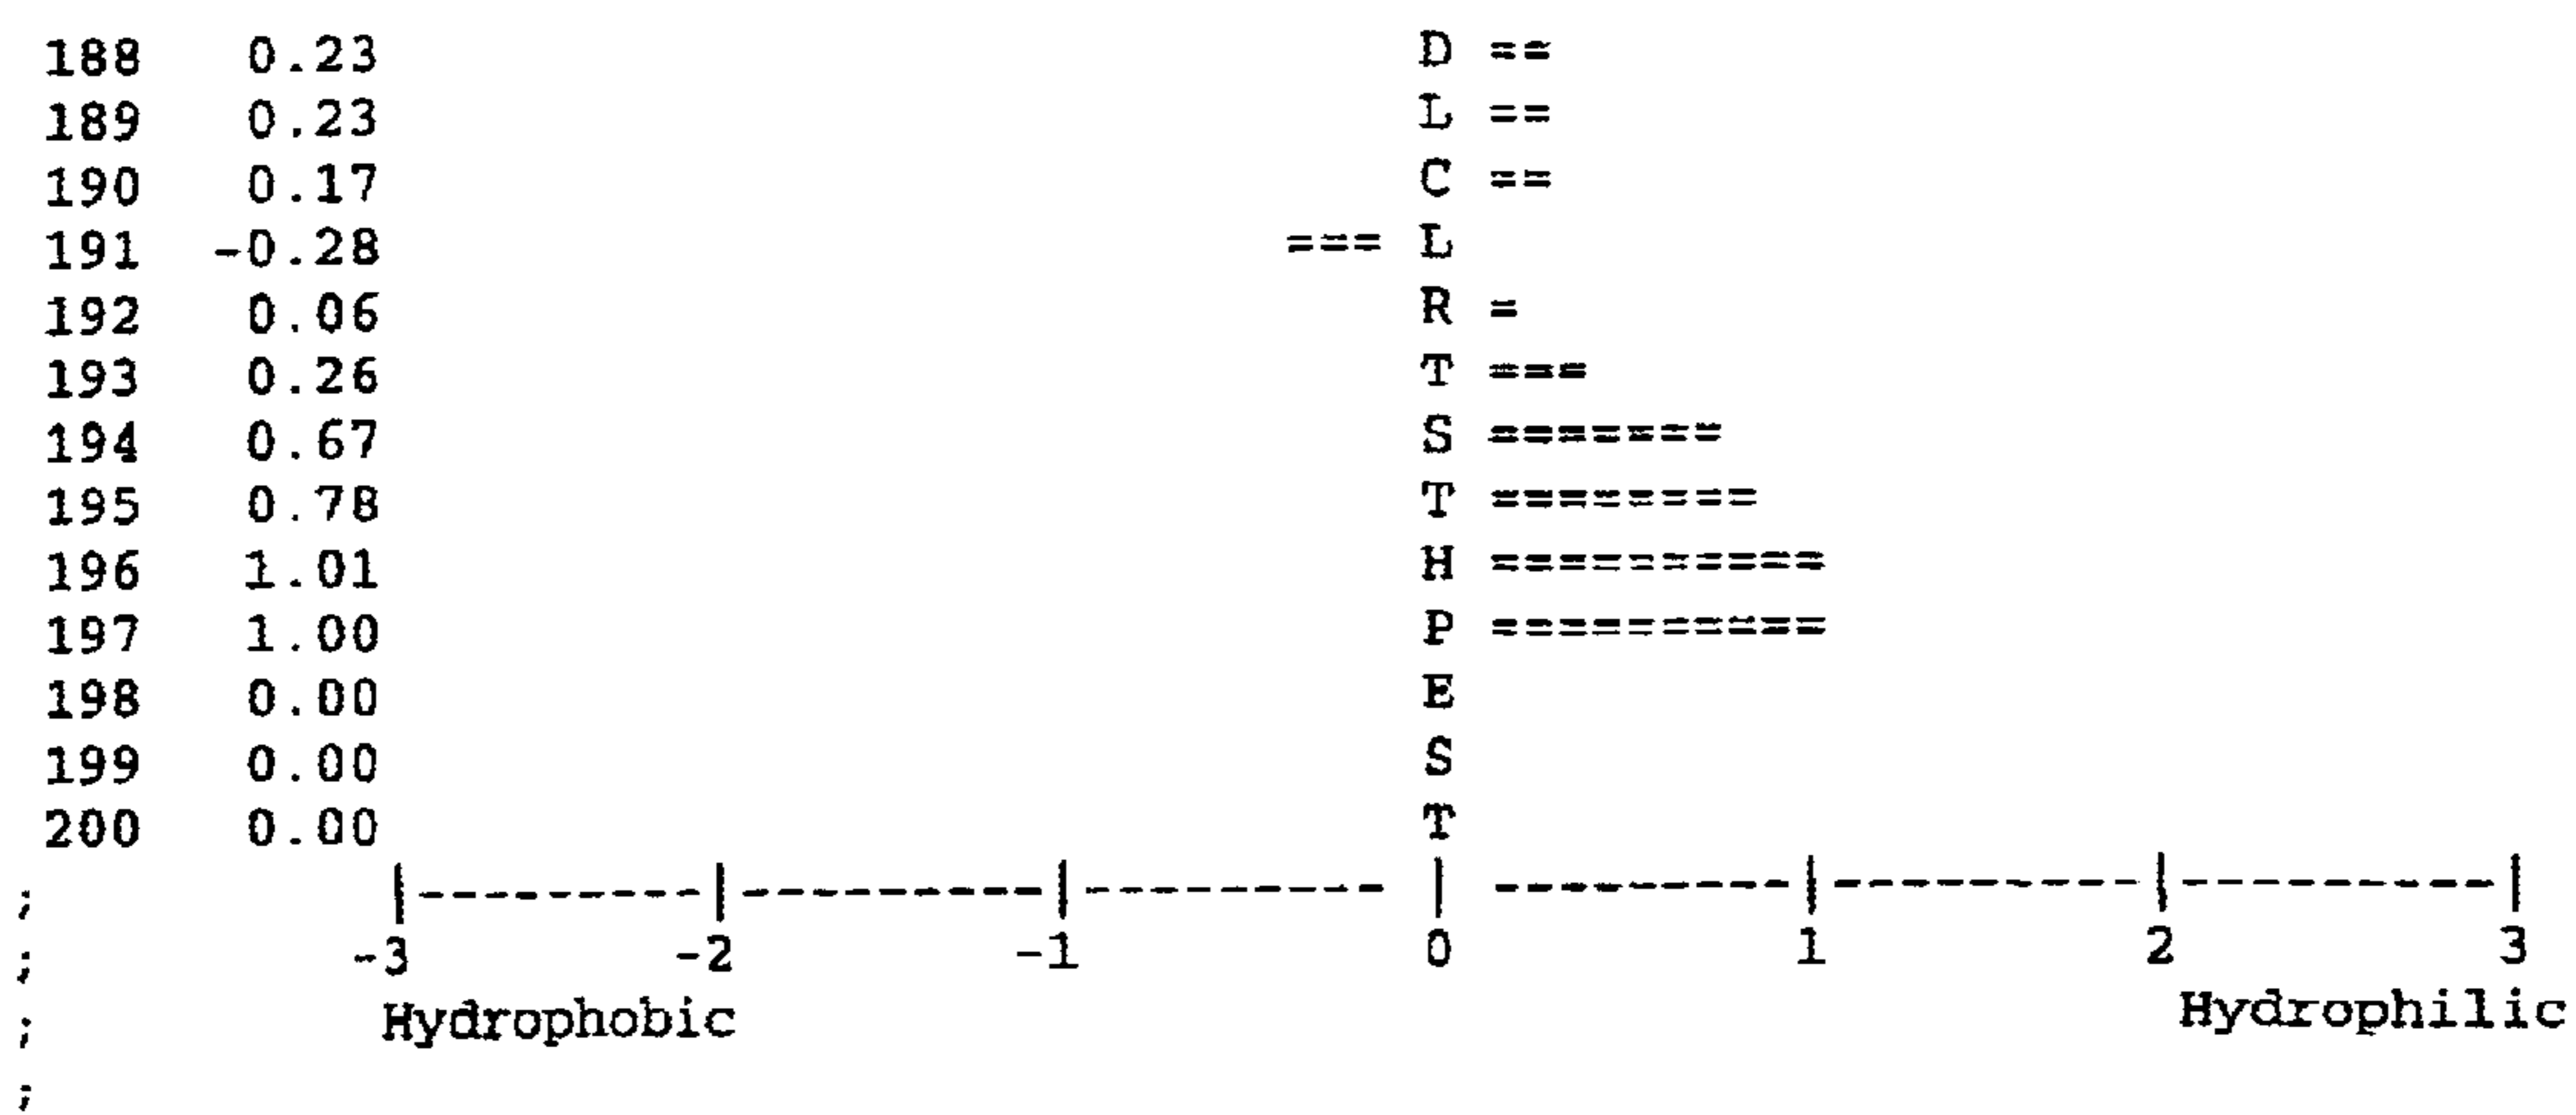 188   0.23                               D ==
189   0.23                               L ==
190   0.17                               C ==
191  -0.28                           === L
192   0.06                               R =
193   0.26                               T ===
194   0.67                               S =======
195   0.78                               T ========
196   1.01                               H ==========
197   1.00                               P ==========
198   0.00                               E
199   0.00                               S
200   0.00                               T
;          |---------|---------|--------- | ---------|---------|----------|
;         -3        -2        -1         0          1         2          3
;          Hydrophobic                                         Hydrophilic
;